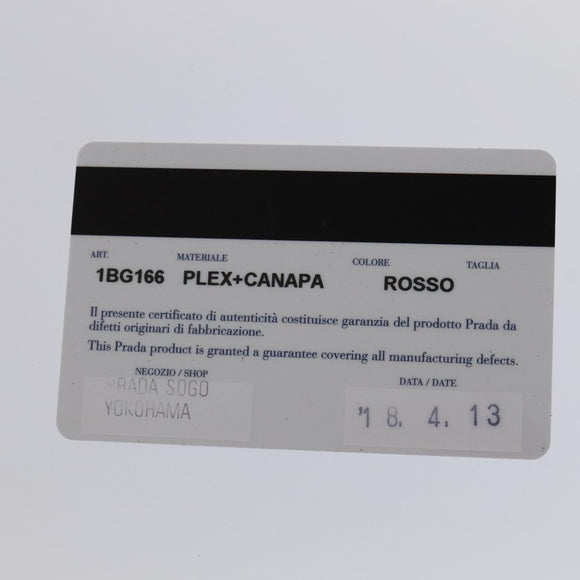 ART. MATERIALE COLORE TAGLIA
1BG166 PLEX+CANAPA ROSSO
Il presente certificato di autenticità costituisce garanzia del prodotto Prada da
difetti originari di fabbricazione.
This Prada product is granted a guarantee covering all manufacturing defects.
NEGOZIO / SHOP DATA / DATE
PRADA SOGO
YOKOHAMA
'18. 4. 13